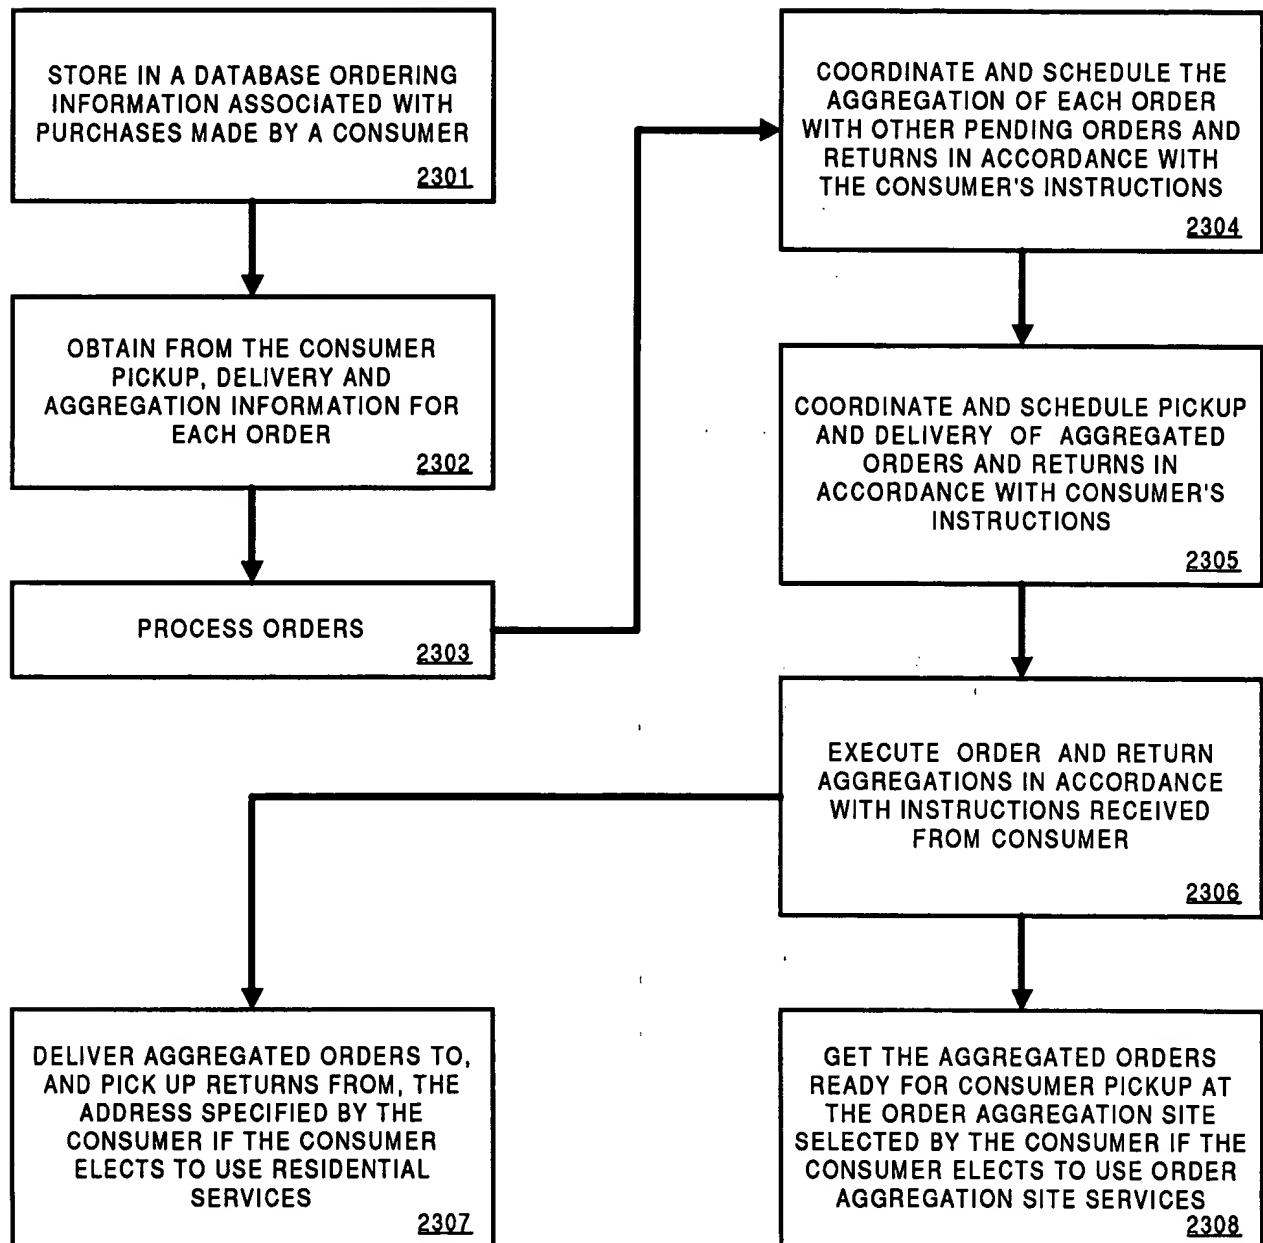 STORE IN A DATABASE ORDERING
INFORMATION ASSOCIATED WITH
PURCHASES MADE BY A CONSUMER
2301
OBTAIN FROM THE CONSUMER
PICKUP, DELIVERY AND
AGGREGATION INFORMATION FOR
EACH ORDER
2302
PROCESS ORDERS
2303
COORDINATE AND SCHEDULE THE
AGGREGATION OF EACH ORDER
WITH OTHER PENDING ORDERS AND
RETURNS IN ACCORDANCE WITH
THE CONSUMER'S INSTRUCTIONS
2304
COORDINATE AND SCHEDULE PICKUP
AND DELIVERY OF AGGREGATED
ORDERS AND RETURNS IN
ACCORDANCE WITH CONSUMER'S
INSTRUCTIONS
2305
EXECUTE ORDER AND RETURN
AGGREGATIONS IN ACCORDANCE
WITH INSTRUCTIONS RECEIVED
FROM CONSUMER
2306
DELIVER AGGREGATED ORDERS TO,
AND PICK UP RETURNS FROM, THE
ADDRESS SPECIFIED BY THE
CONSUMER IF THE CONSUMER
ELECTS TO USE RESIDENTIAL
SERVICES
2307
GET THE AGGREGATED ORDERS
READY FOR CONSUMER PICKUP AT
THE ORDER AGGREGATION SITE
SELECTED BY THE CONSUMER IF THE
CONSUMER ELECTS TO USE ORDER
AGGREGATION SITE SERVICES
2308